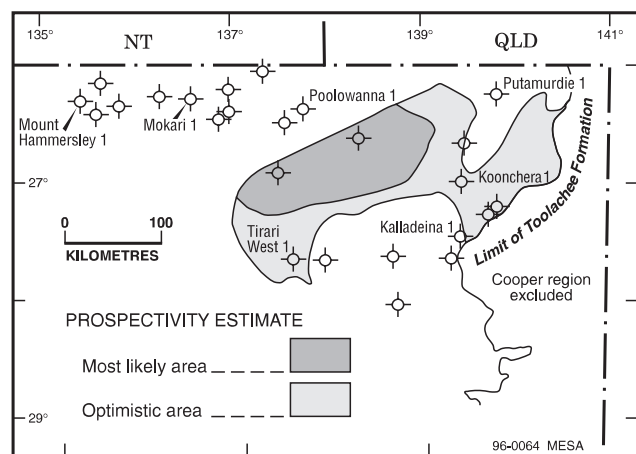 135°
137°
139°
141°
NT
QLD
Poolowanna 1
Putamurdie 1
Mount
Hammersley 1
Mokari 1
27°
Koonchera 1
0
100
KILOMETRES
Tirari
West 1
Kalladeina 1
Limit of Toolachee Formation
Cooper region
excluded
PROSPECTIVITY ESTIMATE
Most likely area
Optimistic area
29°
96-0064 MESA